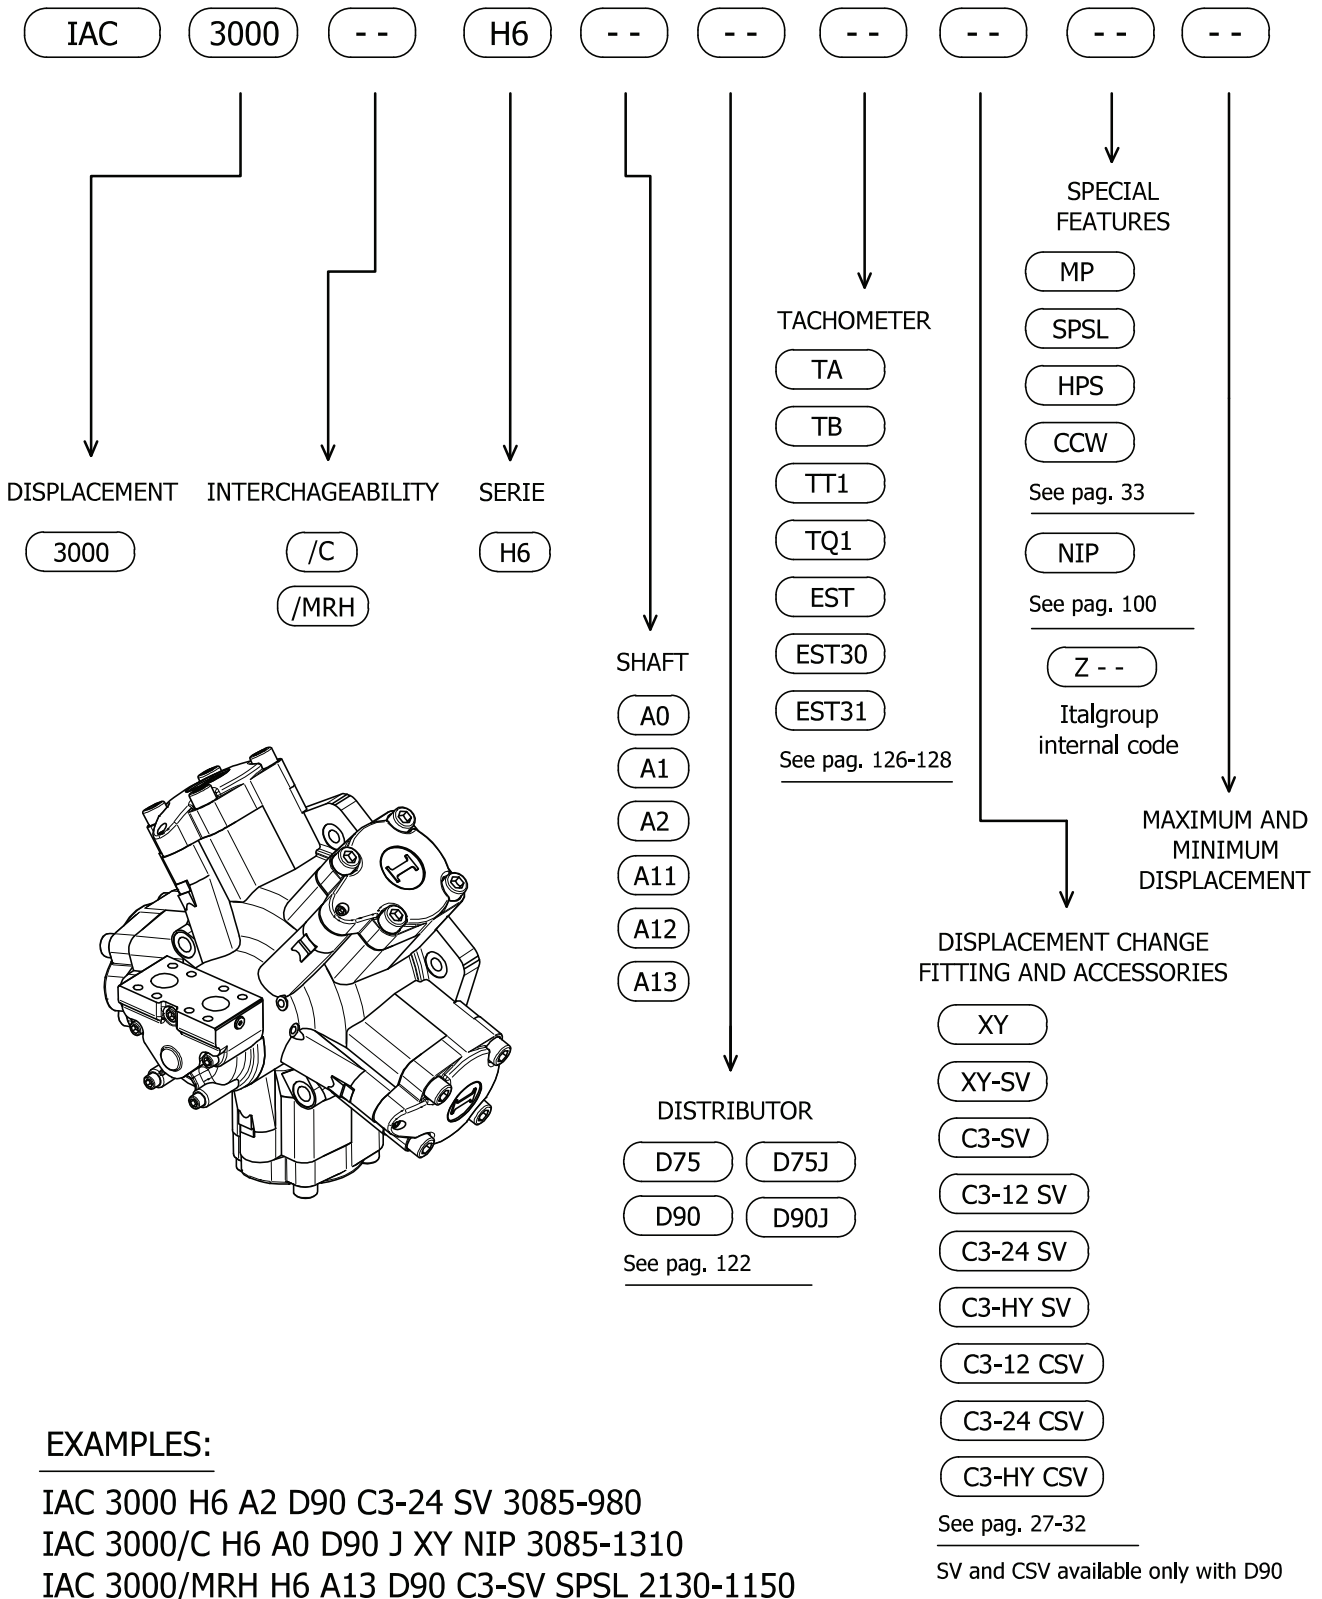 IAC 3000 -- H6 -- -- -- -- -- --
DISPLACEMENT
3000
INTERCHAGEABILITY
/C
/MRH
SERIE
H6
SHAFT
A0
A1
A2
A11
A12
A13
DISTRIBUTOR
D75 D75J
D90 D90J
See pag. 122
TACHOMETER
TA
TB
TT1
TQ1
EST
EST30
EST31
See pag. 126-128
DISPLACEMENT CHANGE
FITTING AND ACCESSORIES
XY
XY-SV
C3-SV
C3-12 SV
C3-24 SV
C3-HY SV
C3-12 CSV
C3-24 CSV
C3-HY CSV
See pag. 27-32
SV and CSV available only with D90
SPECIAL
FEATURES
MP
SPSL
HPS
CCW
See pag. 33
NIP
See pag. 100
Z --
Italgroup
internal code
MAXIMUM AND
MINIMUM
DISPLACEMENT
EXAMPLES:
IAC 3000 H6 A2 D90 C3-24 SV 3085-980
IAC 3000/C H6 A0 D90 J XY NIP 3085-1310
IAC 3000/MRH H6 A13 D90 C3-SV SPSL 2130-1150